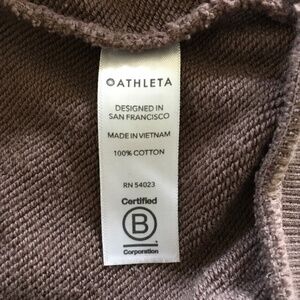 ATHLETA
DESIGNED IN
SAN FRANCISCO
MADE IN VIETNAM
100% COTTON
RN 54023
Certified
B
Corporation